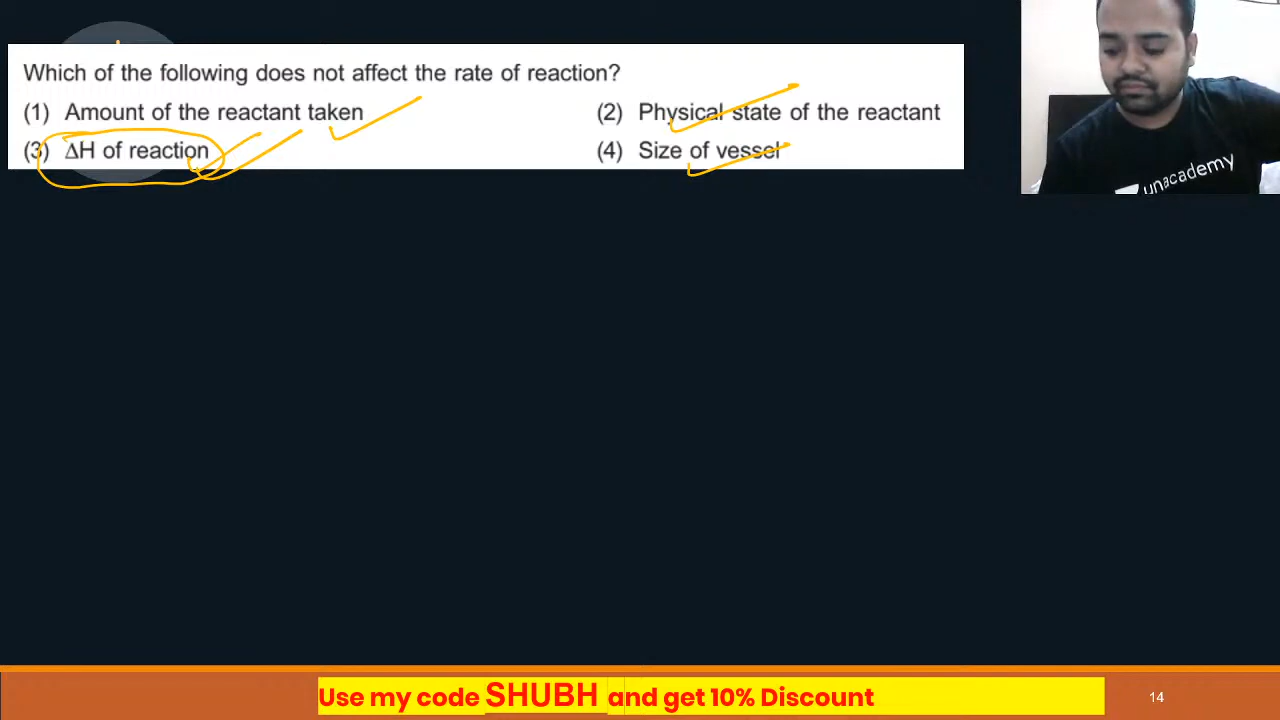 Which of the following does not affect the rate of reaction?
(1) Amount of the reactant taken
(2) Physical state of the reactant
(3) ΔH of reaction
(4) Size of vessel
unacademy
Use my code SHUBH and get 10% Discount
14